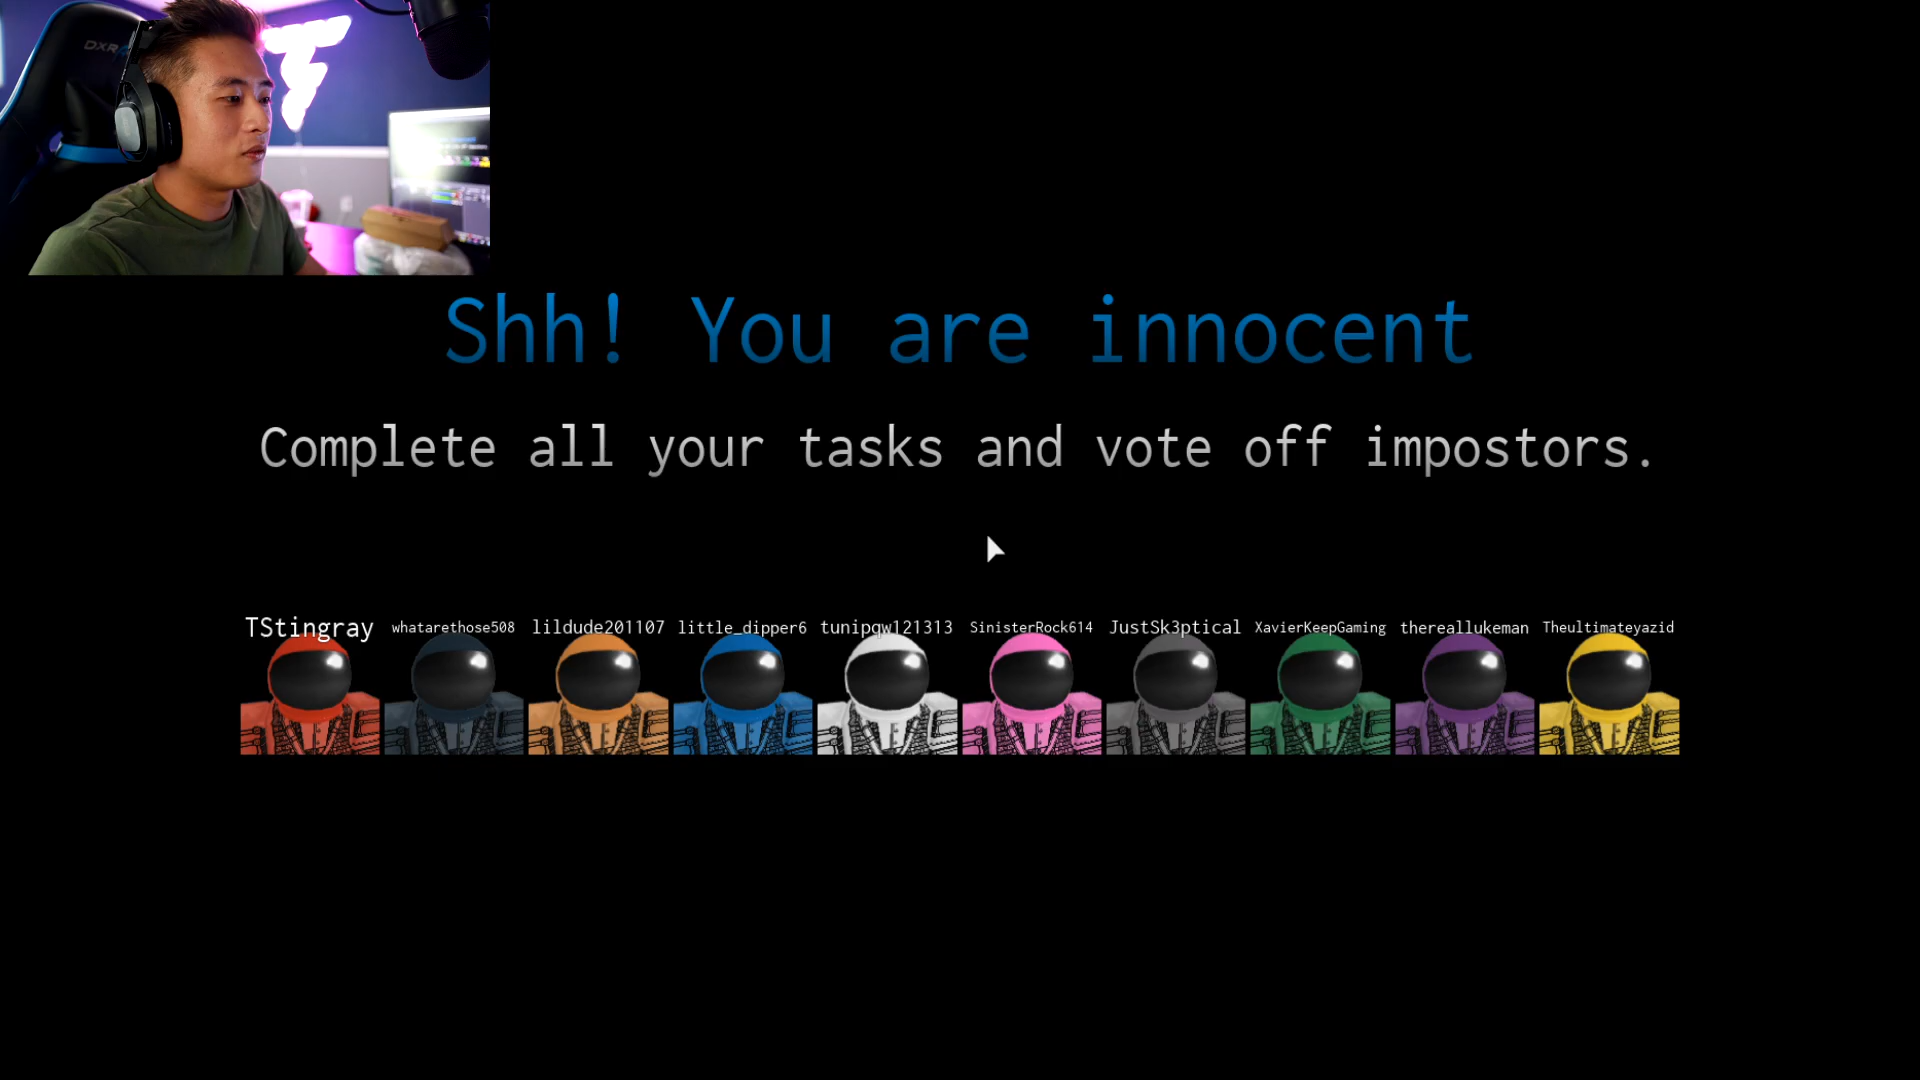 DXR
Shh! You are innocent
Complete all your tasks and vote off impostors.
TStingray whatarethose508 lildude201107 little_dipper6 tunipqw121313 SinisterRock614 JustSk3ptical XavierKeepGaming thereallukeman Theultimateyazid